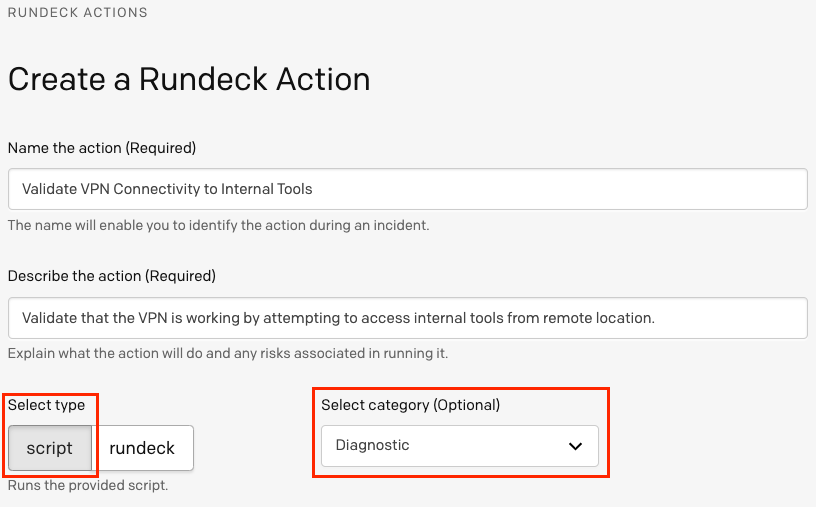 RUNDECK ACTIONS
Create a Rundeck Action
Name the action (Required)
Validate VPN Connectivity to Internal Tools
The name will enable you to identify the action during an incident.
Describe the action (Required)
Validate that the VPN is working by attempting to access internal tools from remote location.
Explain what the action will do and any risks associated in running it.
Select type
Select category (Optional)
script rundeck
Diagnostic
Runs the provided script.